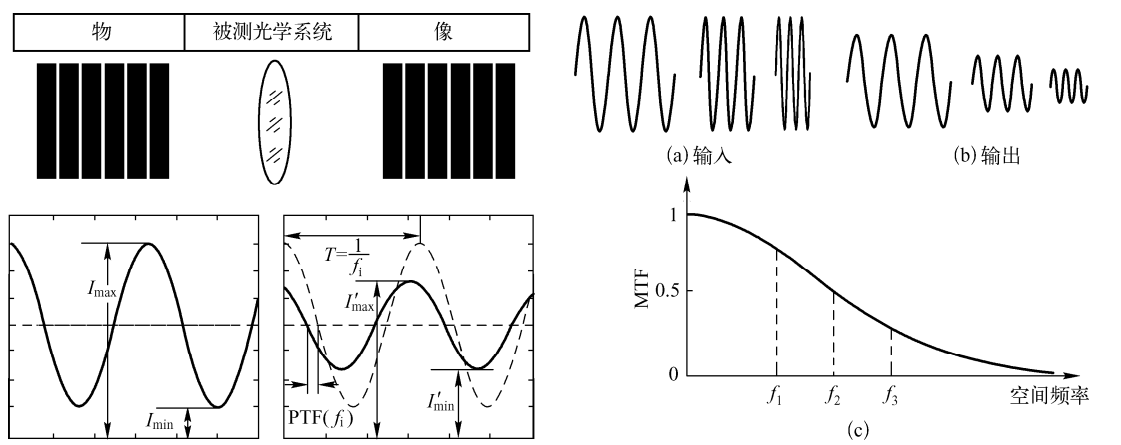 物 被测光学系统 像
I_max
I_min
T=1/f_i
I'_max
I'_min
PTF(f_i)
(a) 输入 (b) 输出
1
MTF
0.5
0
f_1 f_2 f_3 空间频率
(c)